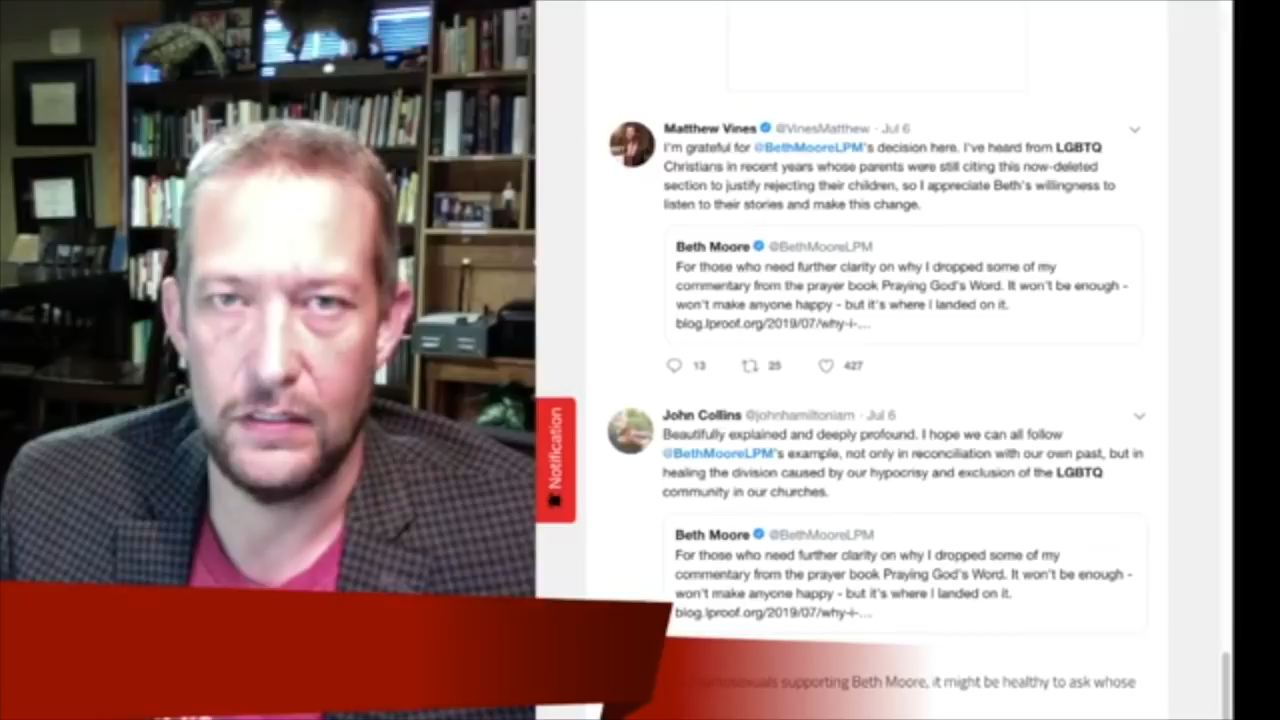 Matthew Vines @VinesMatthew · Jul 6
I'm grateful for @BethMooreLPM's decision here. I've heard from LGBTQ
Christians in recent years whose parents were still citing this now-deleted
section to justify rejecting their children, so I appreciate Beth's willingness to
listen to their stories and make this change.
Beth Moore @BethMooreLPM
For those who need further clarity on why I dropped some of my
commentary from the prayer book Praying God's Word. It won't be enough -
won't make anyone happy - but it's where I landed on it.
blog.lproof.org/2019/07/why-i-...
13 25 427
Notification
John Collins @johnhamiltoniam · Jul 6
Beautifully explained and deeply profound. I hope we can all follow
@BethMooreLPM's example, not only in reconciliation with our own past, but in
healing the division caused by our hypocrisy and exclusion of the LGBTQ
community in our churches.
Beth Moore @BethMooreLPM
For those who need further clarity on why I dropped some of my
commentary from the prayer book Praying God's Word. It won't be enough -
won't make anyone happy - but it's where I landed on it.
blog.lproof.org/2019/07/why-i-...
supporting Beth Moore, it might be healthy to ask whose